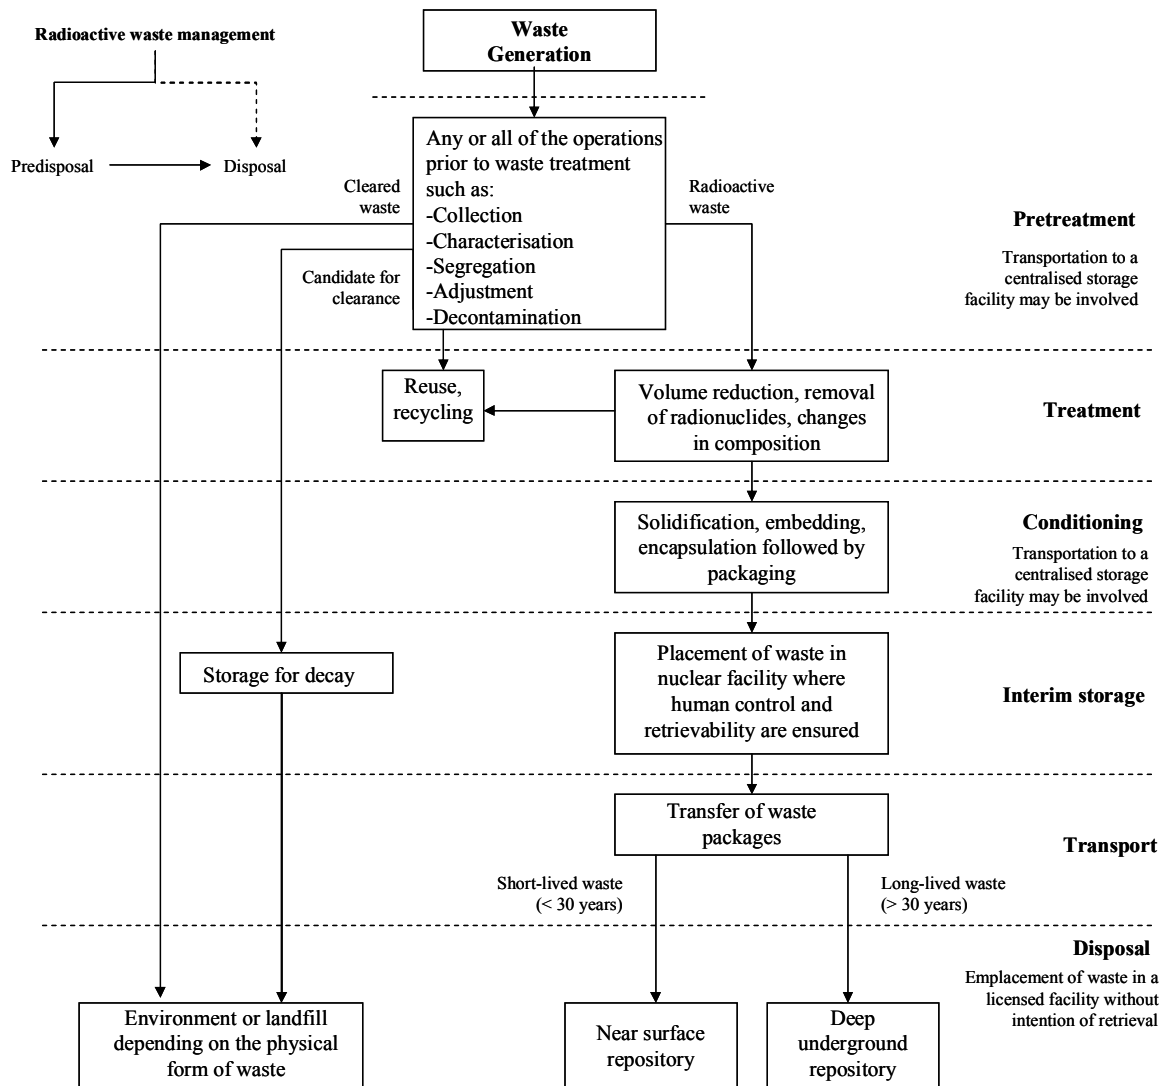 Radioactive waste management
Predisposal
Disposal
Waste
Generation
Any or all of the operations
prior to waste treatment
such as:
-Collection
-Characterisation
-Segregation
-Adjustment
-Decontamination
Cleared
waste
Candidate for
clearance
Radioactive
waste
Pretreatment
Transportation to a
centralised storage
facility may be involved
Reuse,
recycling
Volume reduction, removal
of radionuclides, changes
in composition
Treatment
Solidification, embedding,
encapsulation followed by
packaging
Conditioning
Transportation to a
centralised storage
facility may be involved
Storage for decay
Placement of waste in
nuclear facility where
human control and
retrievability are ensured
Interim storage
Transfer of waste
packages
Transport
Short-lived waste
(< 30 years)
Long-lived waste
(> 30 years)
Disposal
Emplacement of waste in a
licensed facility without
intention of retrieval
Environment or landfill
depending on the physical
form of waste
Near surface
repository
Deep
underground
repository